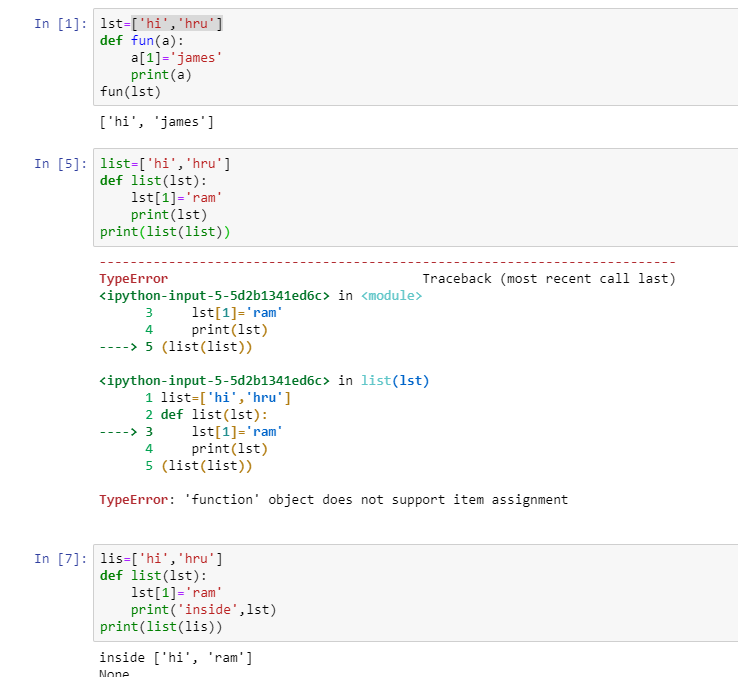 In [1]: lst=['hi','hru']
def fun(a):
    a[1]='james'
    print(a)
fun(lst)
['hi', 'james']
In [5]: list=['hi','hru']
def list(lst):
    lst[1]='ram'
    print(lst)
print(list(list))
---------------------------------------------------------------------------
TypeError                                 Traceback (most recent call last)
<ipython-input-5-5d2b1341ed6c> in <module>
      3     lst[1]='ram'
      4     print(lst)
----> 5 (list(list))
<ipython-input-5-5d2b1341ed6c> in list(lst)
      1 list=['hi','hru']
      2 def list(lst):
----> 3     lst[1]='ram'
      4     print(lst)
      5 (list(list))
TypeError: 'function' object does not support item assignment
In [7]: lis=['hi','hru']
def list(lst):
    lst[1]='ram'
    print('inside',lst)
print(list(lis))
inside ['hi', 'ram']
None